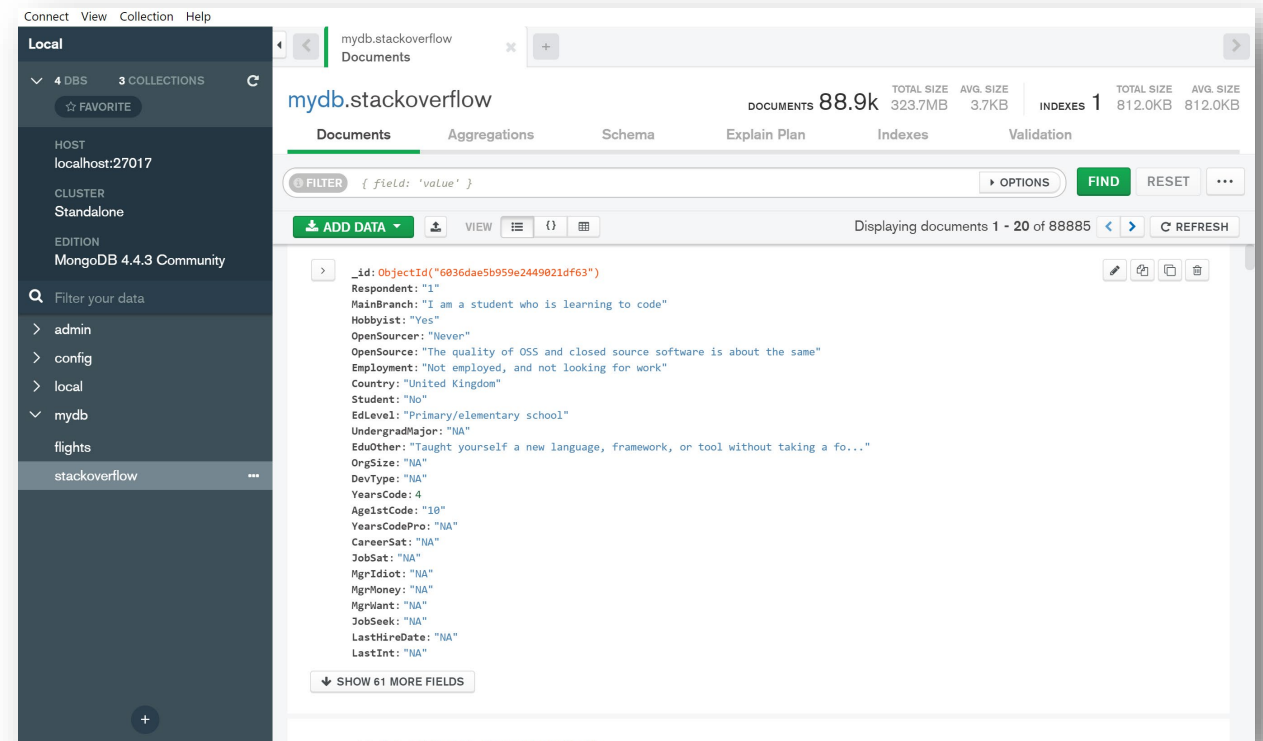 Connect View Collection Help
Local
4 DBS 3 COLLECTIONS
FAVORITE
HOST
localhost:27017
CLUSTER
Standalone
EDITION
MongoDB 4.4.3 Community
Filter your data
admin
config
local
mydb
flights
stackoverflow
mydb.stackoverflow
Documents
mydb.stackoverflow
DOCUMENTS 88.9k TOTAL SIZE 323.7MB AVG. SIZE 3.7KB INDEXES 1 TOTAL SIZE 812.0KB AVG. SIZE 812.0KB
Documents Aggregations Schema Explain Plan Indexes Validation
FILTER { field: 'value' } OPTIONS FIND RESET
ADD DATA VIEW {} Displaying documents 1 - 20 of 88885 REFRESH
_id: ObjectId("6036dae5b959e2449021df63")
Respondent: "1"
MainBranch: "I am a student who is learning to code"
Hobbyist: "Yes"
OpenSourcer: "Never"
OpenSource: "The quality of OSS and closed source software is about the same"
Employment: "Not employed, and not looking for work"
Country: "United Kingdom"
Student: "No"
EdLevel: "Primary/elementary school"
UndergradMajor: "NA"
EduOther: "Taught yourself a new language, framework, or tool without taking a fo..."
OrgSize: "NA"
DevType: "NA"
YearsCode: 4
Age1stCode: "10"
YearsCodePro: "NA"
CareerSat: "NA"
JobSat: "NA"
MgrIdiot: "NA"
MgrMoney: "NA"
MgrWant: "NA"
JobSeek: "NA"
LastHireDate: "NA"
LastInt: "NA"
SHOW 61 MORE FIELDS